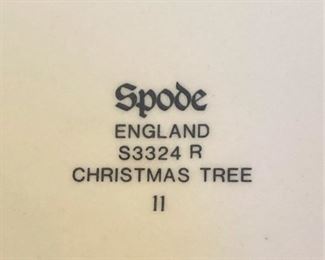 Spode
ENGLAND
S3324 R
CHRISTMAS TREE
11